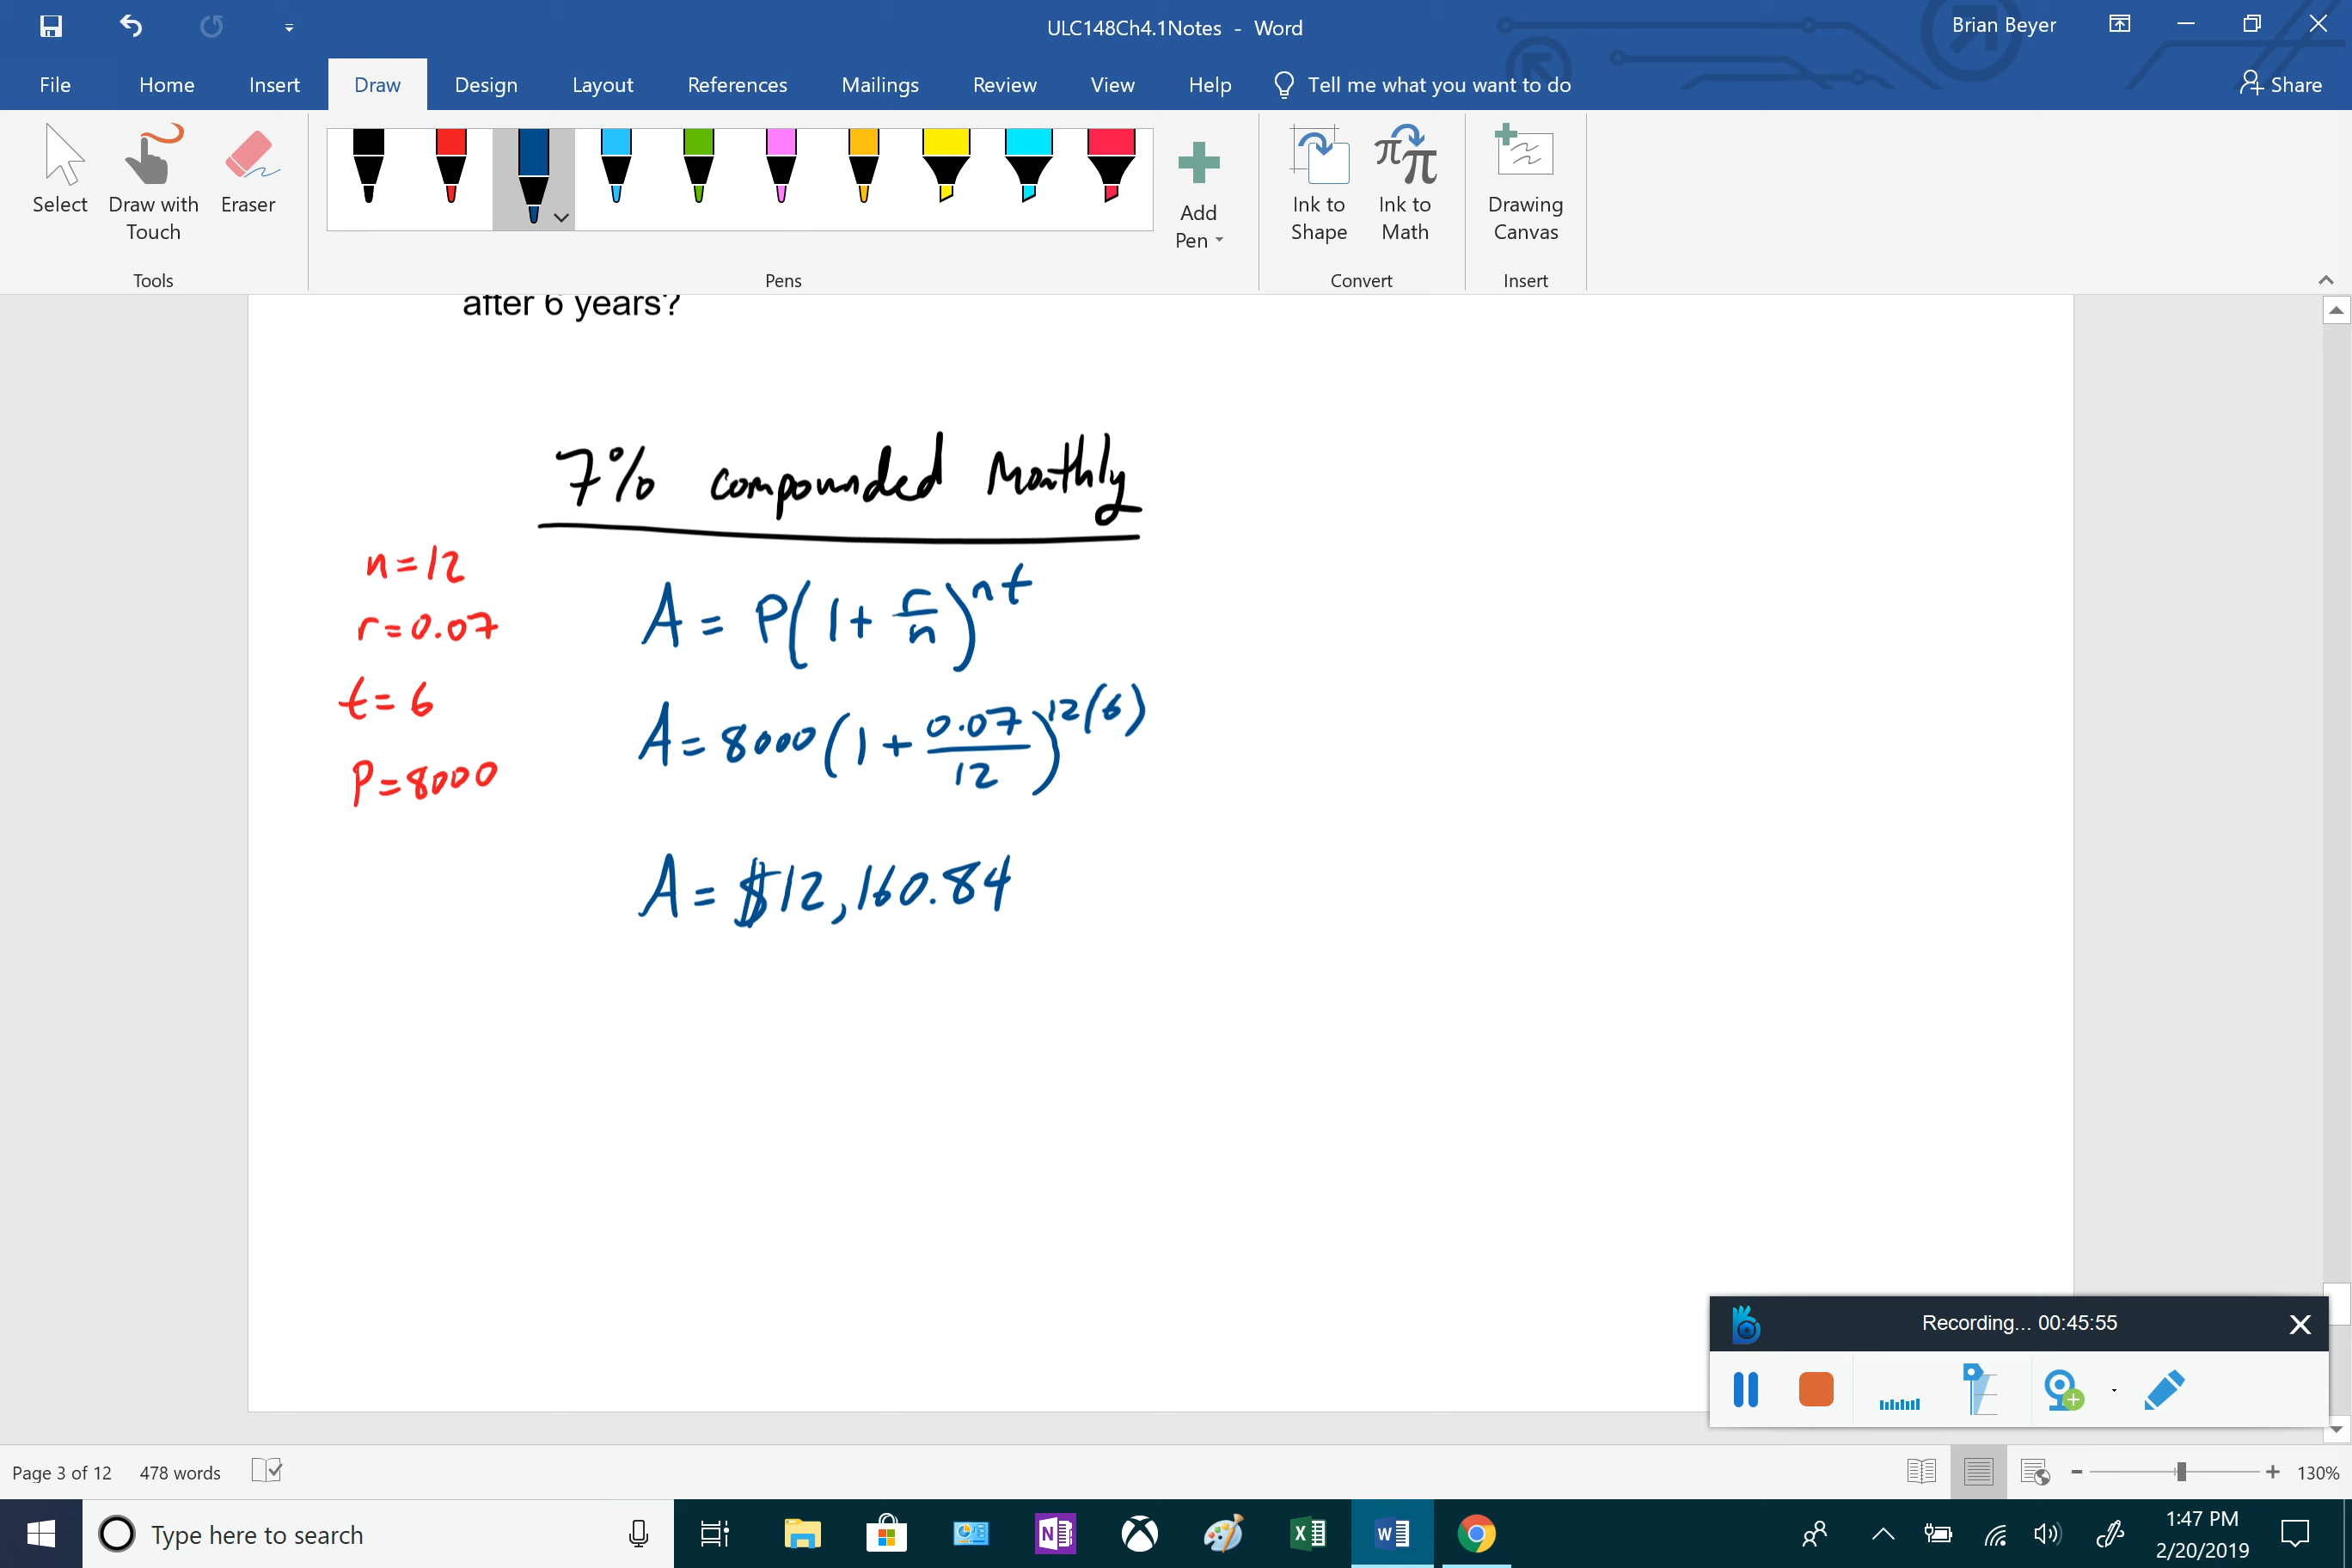 ULC148Ch4.1Notes - Word
Brian Beyer
File Home Insert Draw Design Layout References Mailings Review View Help Tell me what you want to do Share
Select Draw with Touch Eraser Add Pen Ink to Shape Ink to Math Drawing Canvas
Tools Pens Convert Insert
after 6 years?
7% compounded Monthly
n=12
r=0.07
t=6
P=8000
A = P(1+ r/n)^nt
A = 8000(1 + 0.07/12)^12(6)
A = $12,160.84
Recording... 00:45:55
Page 3 of 12 478 words 130%
Type here to search
1:47 PM
2/20/2019